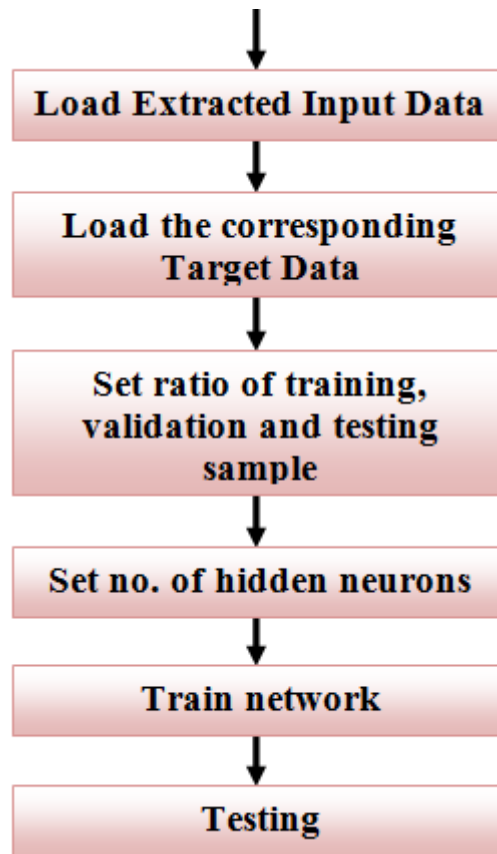 Load Extracted Input Data
Load the corresponding
Target Data
Set ratio of training,
validation and testing
sample
Set no. of hidden neurons
Train network
Testing